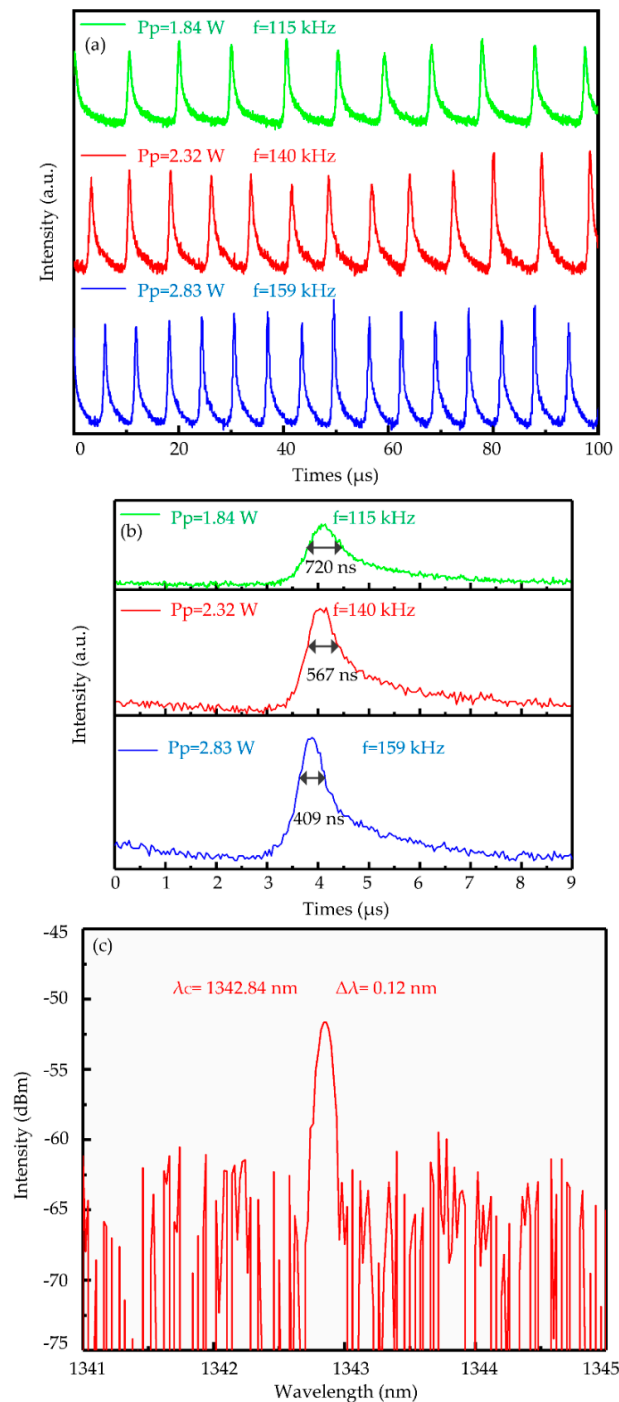 (a)
Pp=1.84 W f=115 kHz
Pp=2.32 W f=140 kHz
Pp=2.83 W f=159 kHz
Intensity (a.u.)
0 20 40 60 80 100
Times (μs)
(b)
Pp=1.84 W f=115 kHz
720 ns
Pp=2.32 W f=140 kHz
567 ns
Pp=2.83 W f=159 kHz
409 ns
Intensity (a.u.)
0 1 2 3 4 5 6 7 8 9
Times (μs)
(c)
λc= 1342.84 nm Δλ= 0.12 nm
-45
-50
-55
-60
-65
-70
-75
Intensity (dBm)
1341 1342 1343 1344 1345
Wavelength (nm)